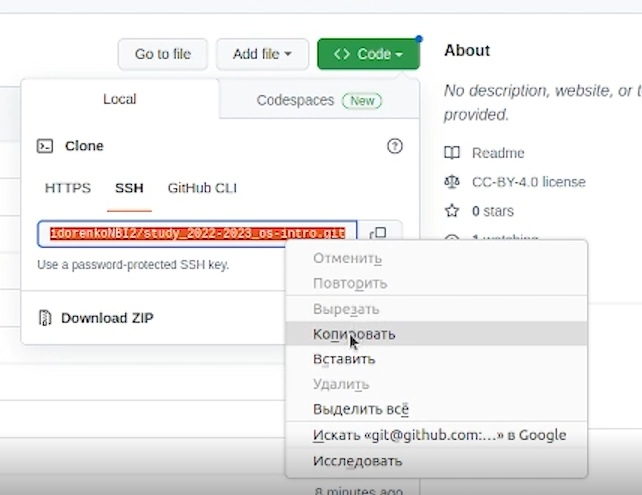 Go to file
Add file
Code
About
No description, website, or t
provided.
Local
Codespaces
New
Clone
Readme
HTTPS
SSH
GitHub CLI
CC-BY-4.0 license
0 stars
idorenkoNBI2/study_2022-2023_os-intro.git
1 watching
Use a password-protected SSH key.
Download ZIP
Отменить
Повторить
Вырезать
Копировать
Вставить
Удалить
Выделить всё
Искать «git@github.com:…» в Google
Исследовать
8 minutes ago